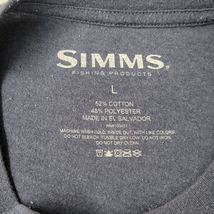 SIMMS
FISHING PRODUCTS
L
52% COTTON
48% POLYESTER
MADE IN EL SALVADOR
MACHINE WASH COLD, INSIDE OUT, WITH LIKE COLORS.
DO NOT BLEACH. TUMBLE DRY LOW. DO NOT IRON.
DO NOT DRY CLEAN.